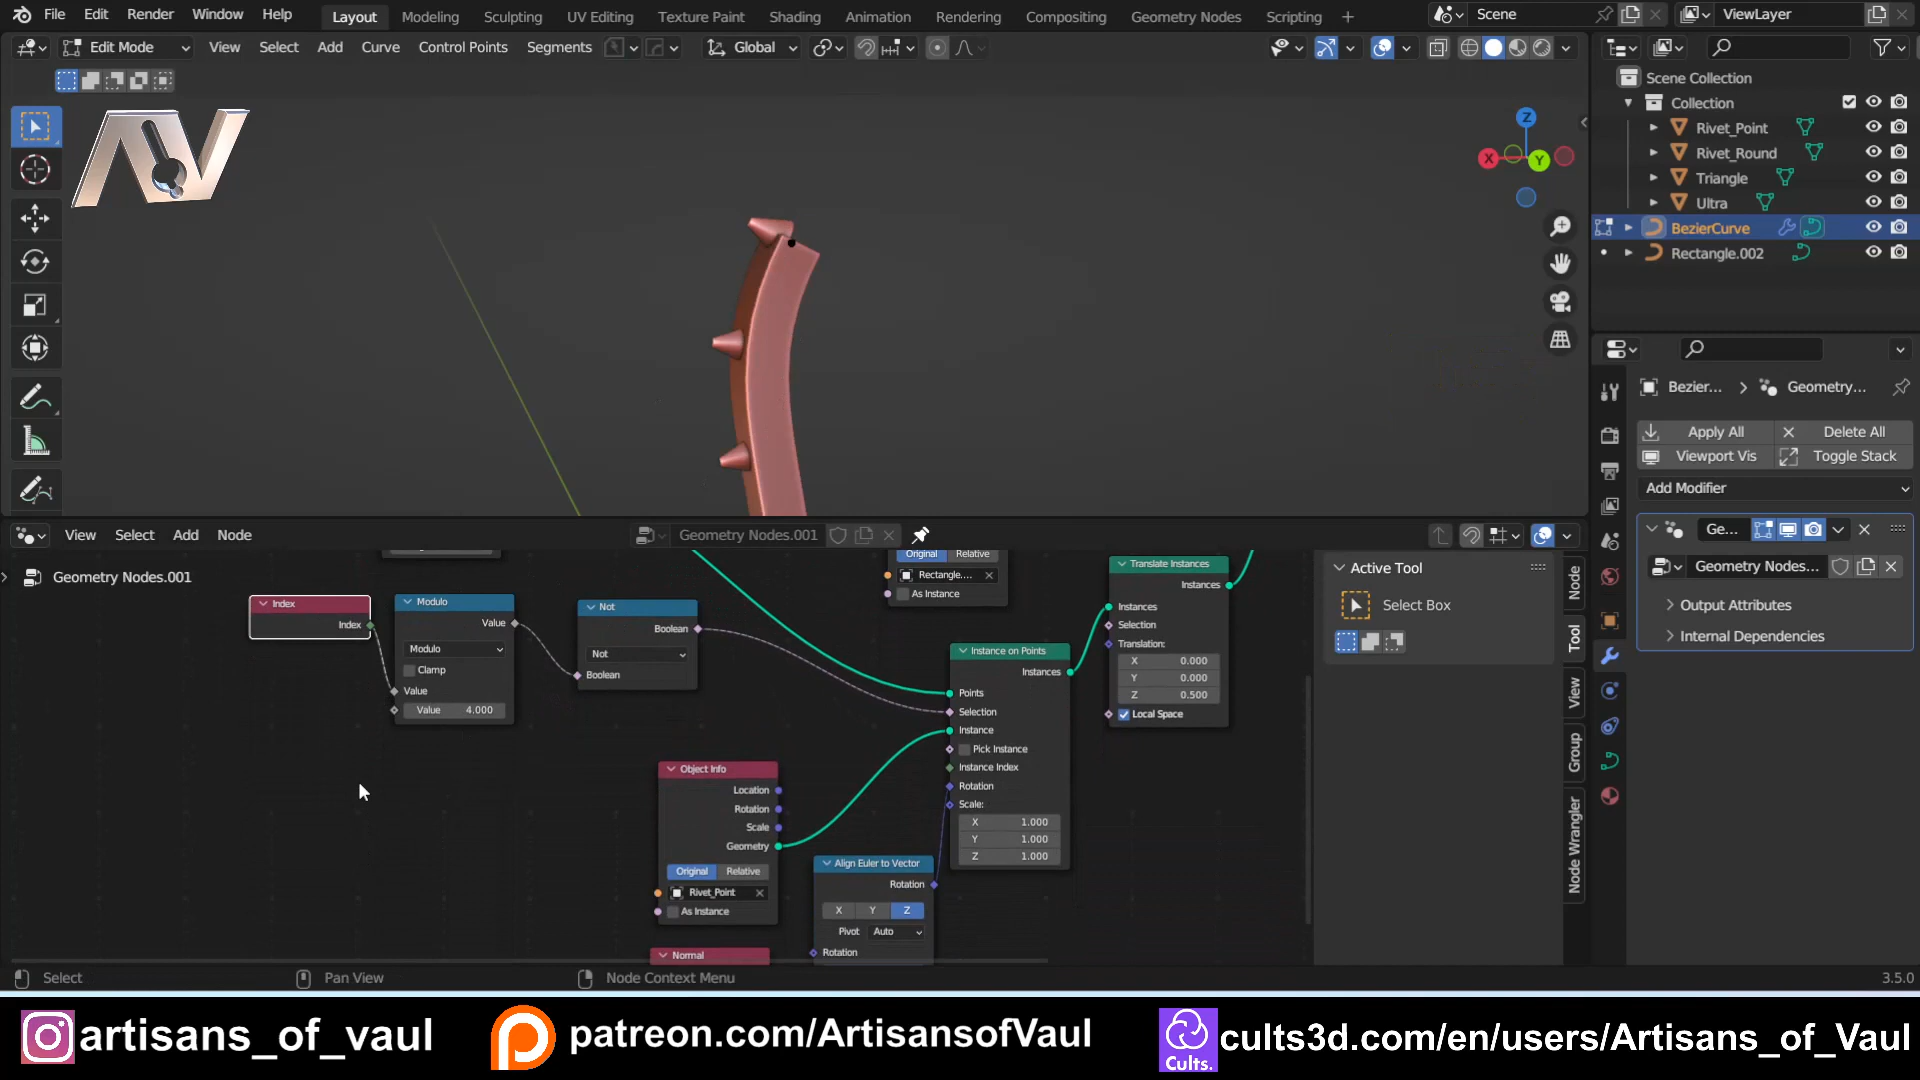 File Edit Render Window Help Layout Modeling Sculpting UV Editing Texture Paint Shading Animation Rendering Compositing Geometry Nodes Scripting + Scene ViewLayer
Edit Mode View Select Add Curve Control Points Segments Global
Scene Collection
Collection
Rivet_Point
Rivet_Round
Triangle
Ultra
BezierCurve
Rectangle.002
AV
Z
X
Y
Bezier... > Geometry...
Apply All Delete All
Viewport Vis Toggle Stack
Add Modifier
Ge...
Geometry Nodes...
Output Attributes
Internal Dependencies
View Select Add Node Geometry Nodes.001
Geometry Nodes.001
Index
Index
Modulo
Value
Modulo
Clamp
Value
Value 4.000
Not
Boolean
Not
Boolean
Original Relative
Rectangle....
As Instance
Translate Instances
Instances
Instances
Selection
Translation:
X 0.000
Y 0.000
Z 0.500
Local Space
Instance on Points
Instances
Points
Selection
Instance
Pick Instance
Instance Index
Rotation
Scale:
X 1.000
Y 1.000
Z 1.000
Object Info
Location
Rotation
Scale
Geometry
Original Relative
Rivet_Point
As Instance
Align Euler to Vector
Rotation
X Y Z
Pivot Auto
Rotation
Normal
Active Tool
Select Box
Node
Tool
View
Group
Node Wrangler
Select Pan View Node Context Menu 3.5.0
artisans_of_vaul patreon.com/ArtisansofVaul Cults. cults3d.com/en/users/Artisans_of_Vaul